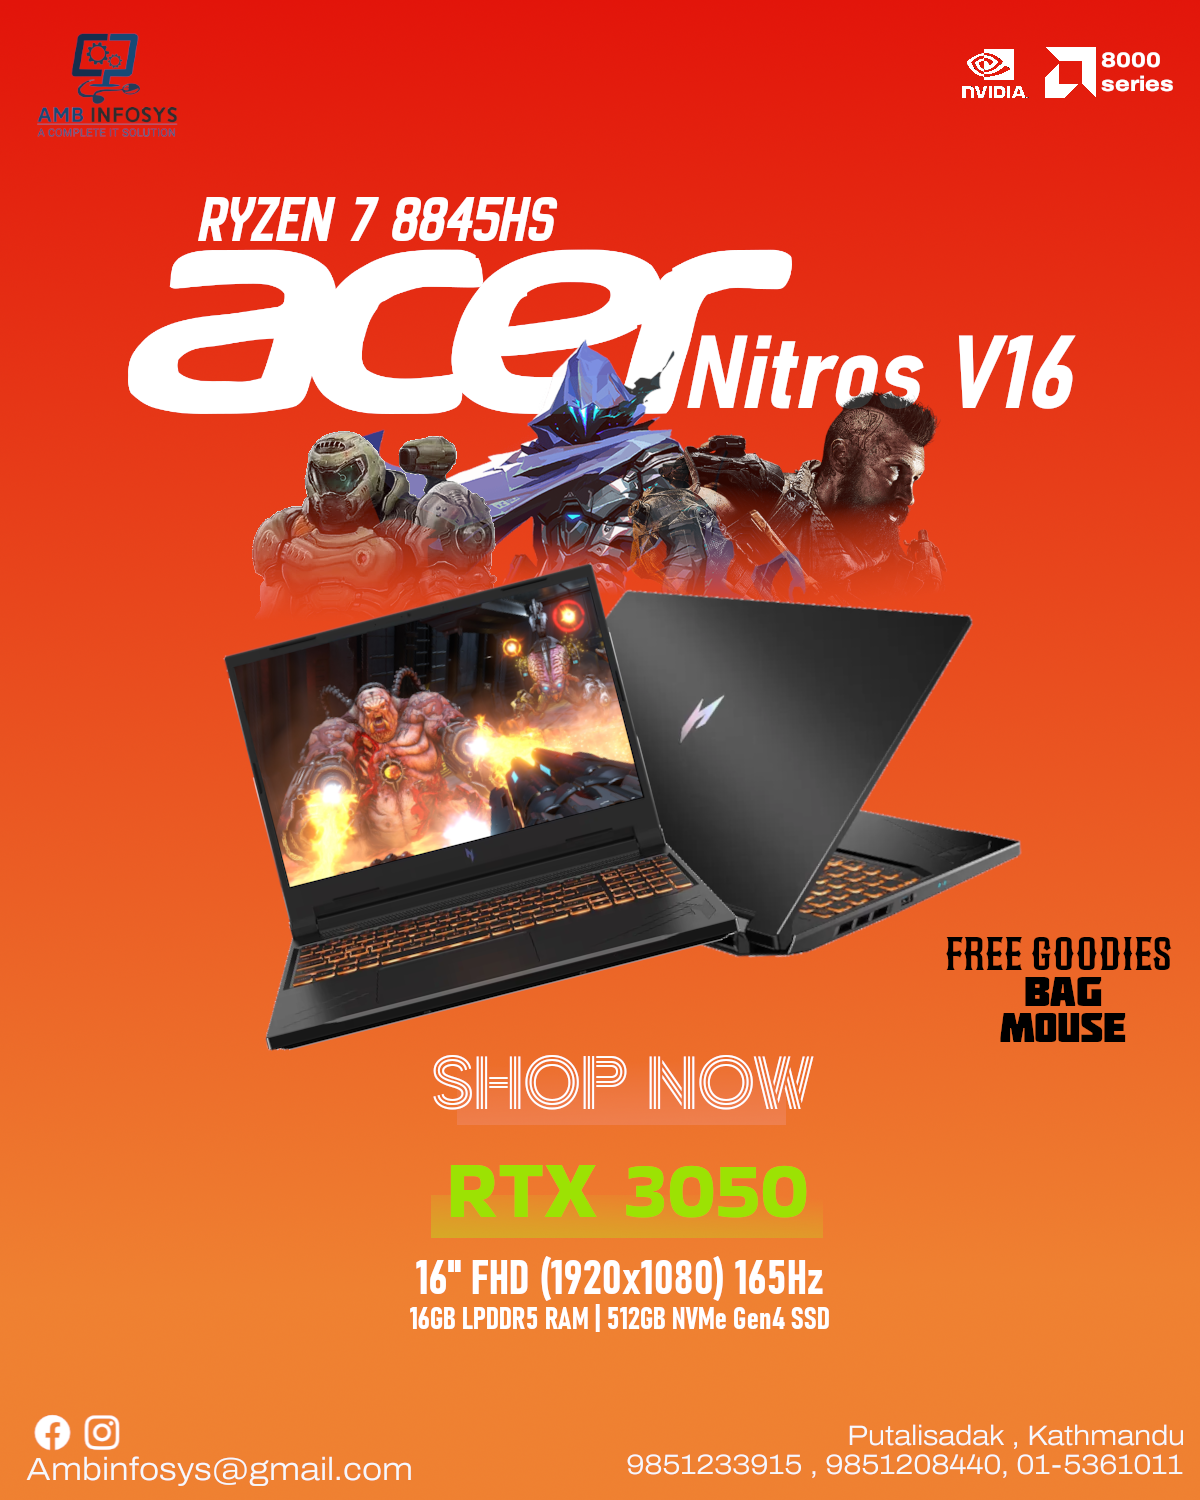 AMB INFOSYS
A COMPLETE IT SOLUTION
NVIDIA
8000
series
RYZEN 7 8845HS
acer
Nitros V16
FREE GOODIES
BAG
MOUSE
SHOP NOW
RTX 3050
16" FHD (1920x1080) 165Hz
16GB LPDDR5 RAM | 512GB NVMe Gen4 SSD
Ambinfosys@gmail.com
Putalisadak , Kathmandu
9851233915 , 9851208440, 01-5361011